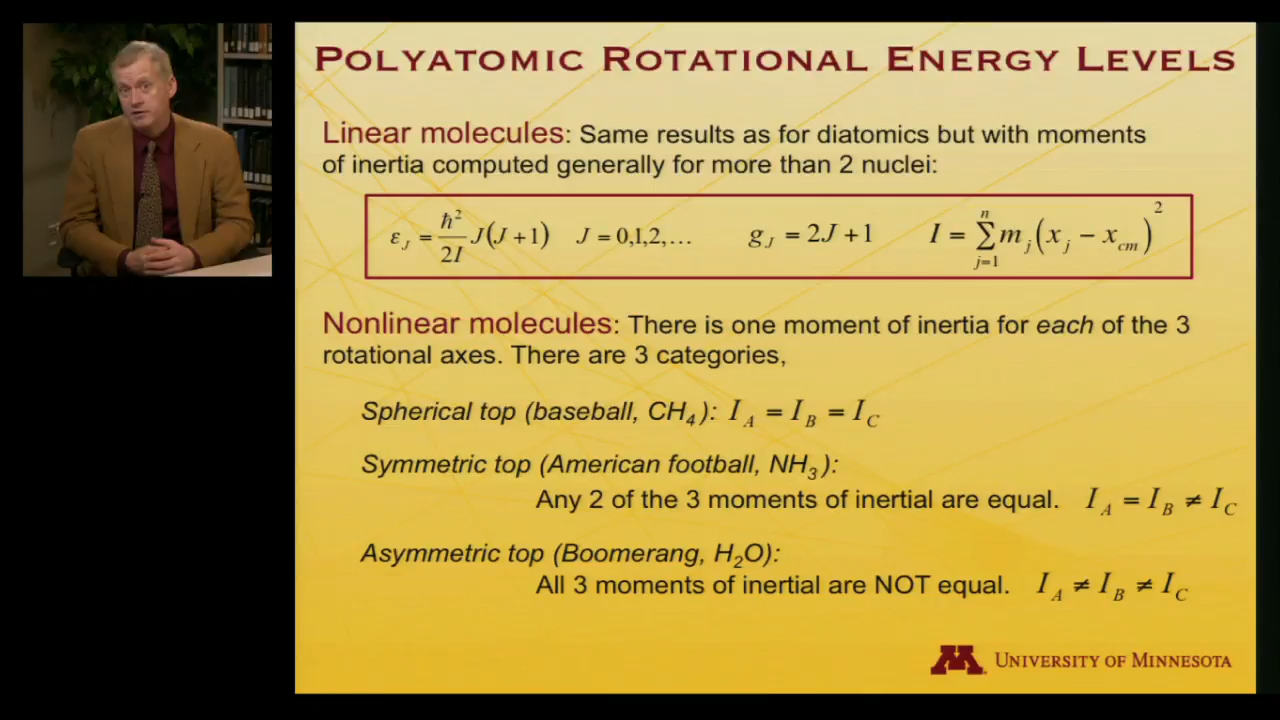 POLYATOMIC ROTATIONAL ENERGY LEVELS
Linear molecules: Same results as for diatomics but with moments
of inertia computed generally for more than 2 nuclei:
ε_J = ħ²/2I J(J+1) J = 0,1,2,… g_J = 2J+1 I = ∑_{j=1}^{n} m_j(x_j − x_cm)²
Nonlinear molecules: There is one moment of inertia for each of the 3
rotational axes. There are 3 categories,
Spherical top (baseball, CH₄): I_A = I_B = I_C
Symmetric top (American football, NH₃):
Any 2 of the 3 moments of inertial are equal. I_A = I_B ≠ I_C
Asymmetric top (Boomerang, H₂O):
All 3 moments of inertial are NOT equal. I_A ≠ I_B ≠ I_C
M UNIVERSITY OF MINNESOTA